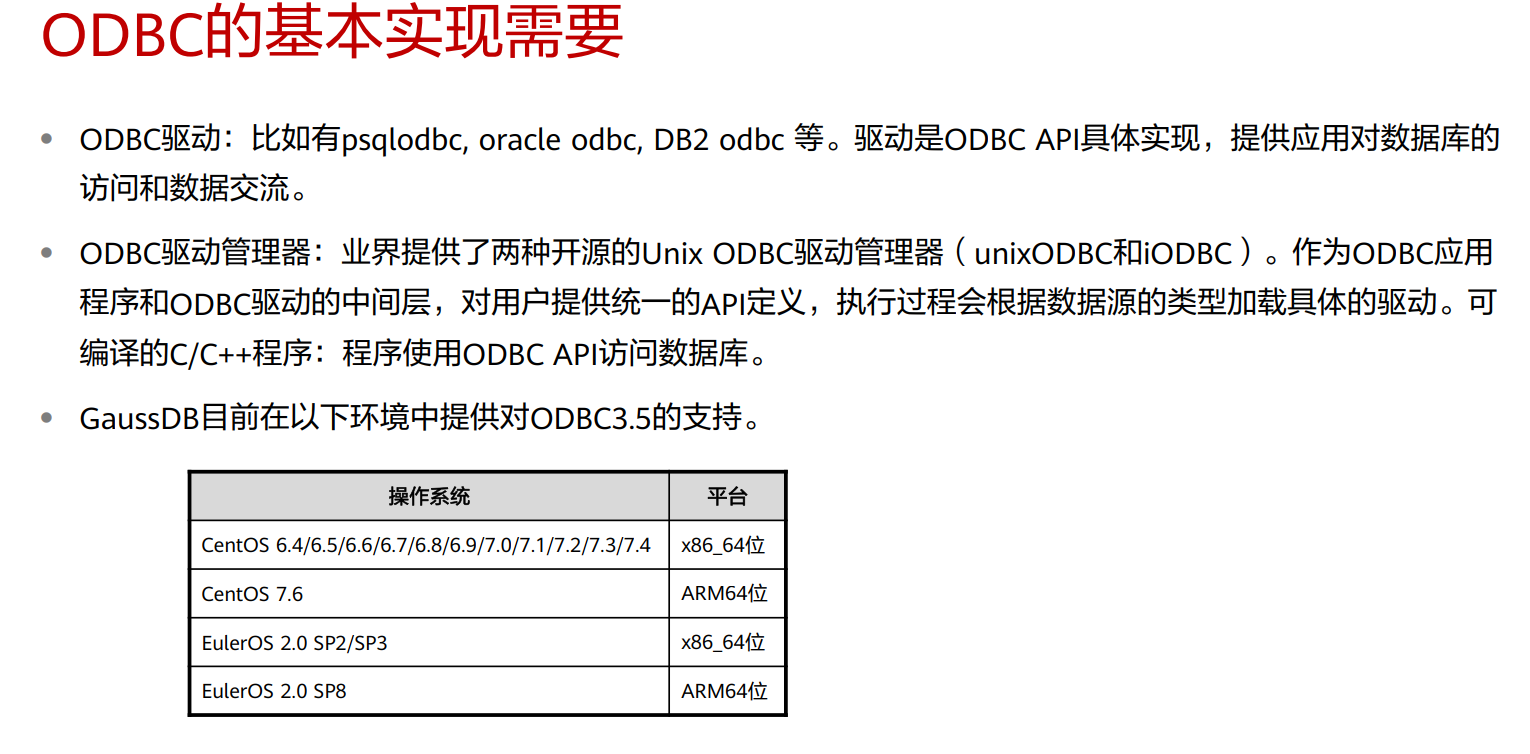 ODBC的基本实现需要
• ODBC驱动：比如有psqlodbc, oracle odbc, DB2 odbc 等。驱动是ODBC API具体实现，提供应用对数据库的
访问和数据交流。
• ODBC驱动管理器：业界提供了两种开源的Unix ODBC驱动管理器（unixODBC和iODBC）。作为ODBC应用
程序和ODBC驱动的中间层，对用户提供统一的API定义，执行过程会根据数据源的类型加载具体的驱动。可
编译的C/C++程序：程序使用ODBC API访问数据库。
• GaussDB目前在以下环境中提供对ODBC3.5的支持。
操作系统 平台
CentOS 6.4/6.5/6.6/6.7/6.8/6.9/7.0/7.1/7.2/7.3/7.4 x86_64位
CentOS 7.6 ARM64位
EulerOS 2.0 SP2/SP3 x86_64位
EulerOS 2.0 SP8 ARM64位